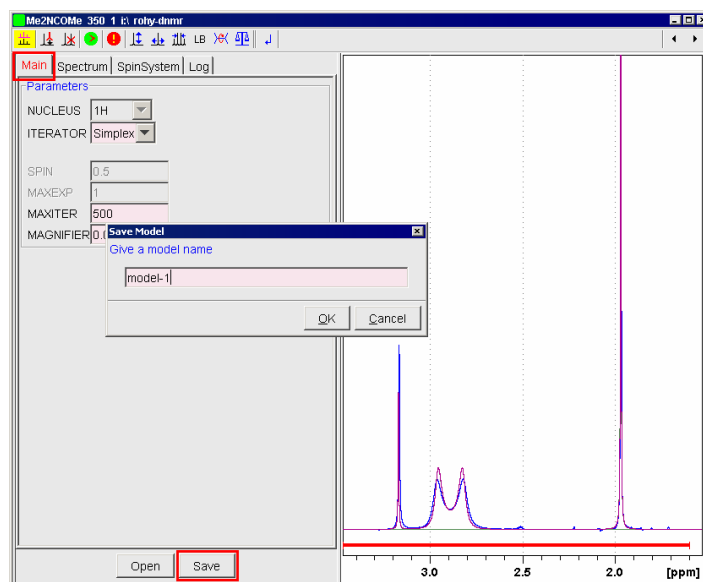 Me2NCOMe 350 1 i:\ rohy-dnmr
LB
Main Spectrum SpinSystem Log
Parameters
NUCLEUS 1H
ITERATOR Simplex
SPIN 0.5
MAXEXP 1
MAXITER 500
MAGNIFIER 0.0
Save Model
Give a model name
model-1
OK Cancel
Open Save
3.0 2.5 2.0 [ppm]